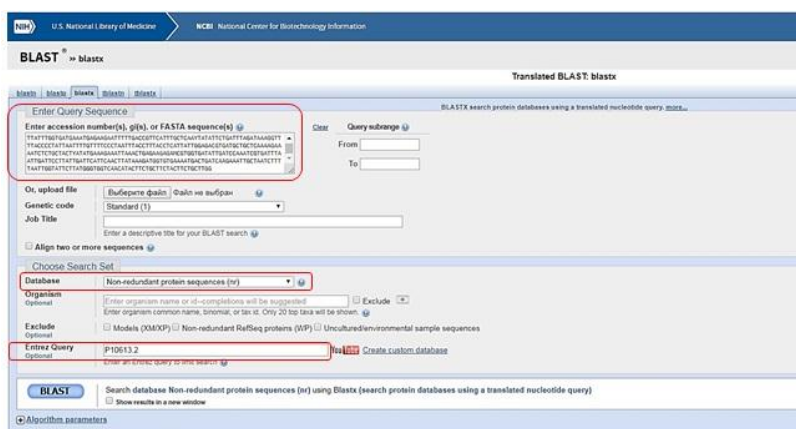 NIH U.S. National Library of Medicine NCBI National Center for Biotechnology Information
BLAST ® » blastx
Translated BLAST: blastx
blastn blastp blastx tblastn tblastx
Enter Query Sequence
BLASTX search protein databases using a translated nucleotide query. more...
Enter accession number(s), gi(s), or FASTA sequence(s)
Clear
Query subrange
From
To
Or, upload file Выберите файл Файл не выбран
Genetic code Standard (1)
Job Title
Enter a descriptive title for your BLAST search
Align two or more sequences
Choose Search Set
Database Non-redundant protein sequences (nr)
Organism
Optional
Enter organism name or id--completions will be suggested Exclude
Enter organism common name, binomial, or tax id. Only 20 top taxa will be shown.
Exclude
Optional
Models (XM/XP) Non-redundant RefSeq proteins (WP) Uncultured/environmental sample sequences
Entrez Query
Optional
P10613.2
YouTube Create custom database
Enter an Entrez query to limit search
BLAST
Search database Non-redundant protein sequences (nr) using Blastx (search protein databases using a translated nucleotide query)
Show results in a new window
Algorithm parameters